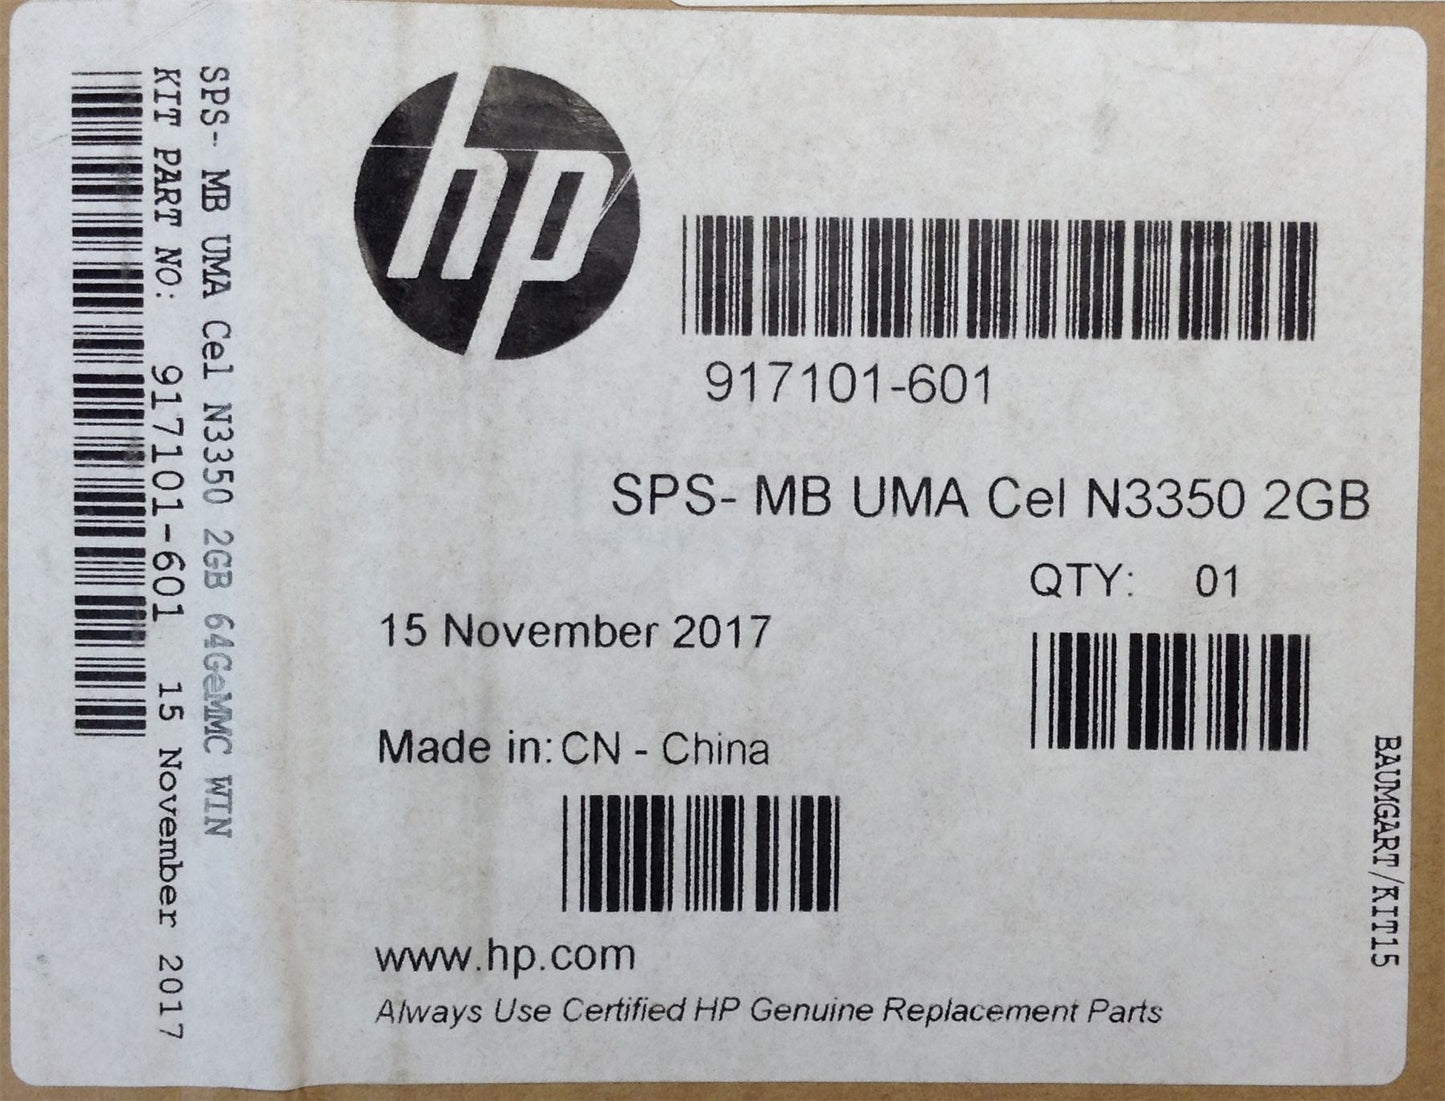 SPS- MB UMA Cel N3350 2GB 64GeMMC WIN
KIT PART NO: 917101-601 15 November 2017
hp
917101-601
SPS- MB UMA Cel N3350 2GB
QTY: 01
15 November 2017
Made in: CN - China
www.hp.com
Always Use Certified HP Genuine Replacement Parts
BAUMGART/KIT15